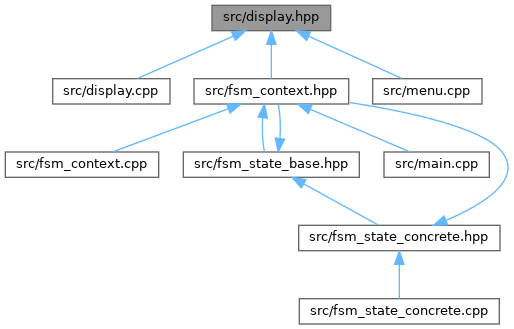 src/display.hpp
src/display.cpp
src/fsm_context.hpp
src/menu.cpp
src/fsm_context.cpp
src/fsm_state_base.hpp
src/main.cpp
src/fsm_state_concrete.hpp
src/fsm_state_concrete.cpp